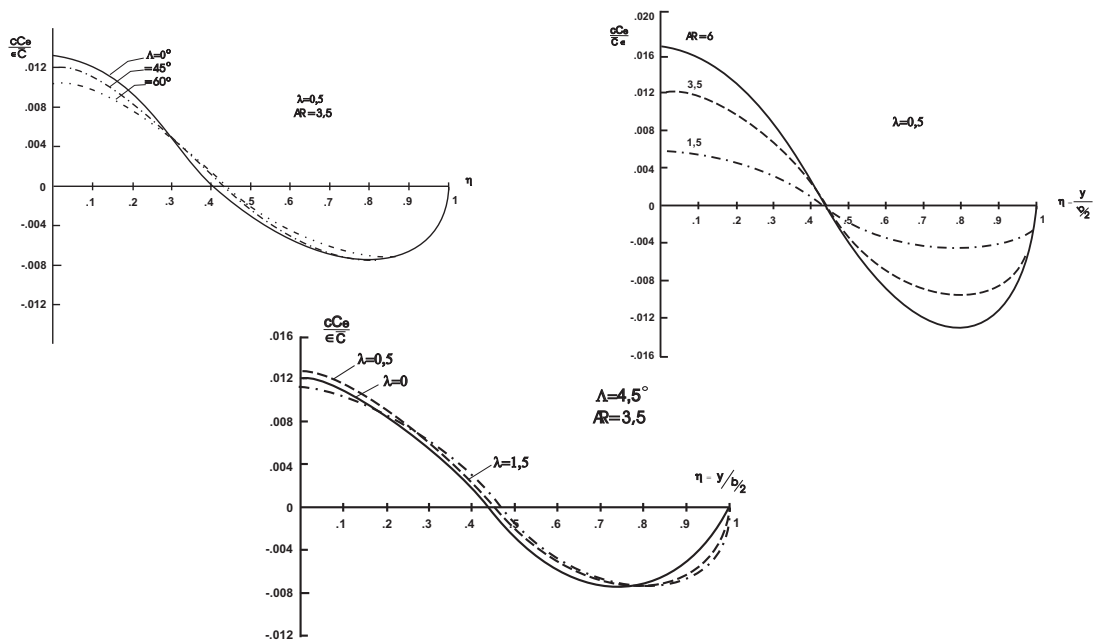 cCe
∈C̅
.012
.008
.004
0
-.004
-.008
-.012
Λ=0°
=45°
=60°
λ=0,5
AR=3,5
.1 .2 .3 .4 .5 .6 .7 .8 .9 1
η
cCe
C̅∈
.020
.016
.012
.008
.004
0
-.004
-.008
-.012
-.016
AR=6
3,5
1,5
λ=0,5
.1 .2 .3 .4 .5 .6 .7 .8 .9 1
η - y
b/2
cCe
∈C̅
.016
.012
.008
.004
0
-.004
-.008
-.012
λ=0,5
λ=0
λ=1,5
Λ=4,5°
AR=3,5
η - y/b/2
.1 .2 .3 .4 .5 .6 .7 .8 .9 1